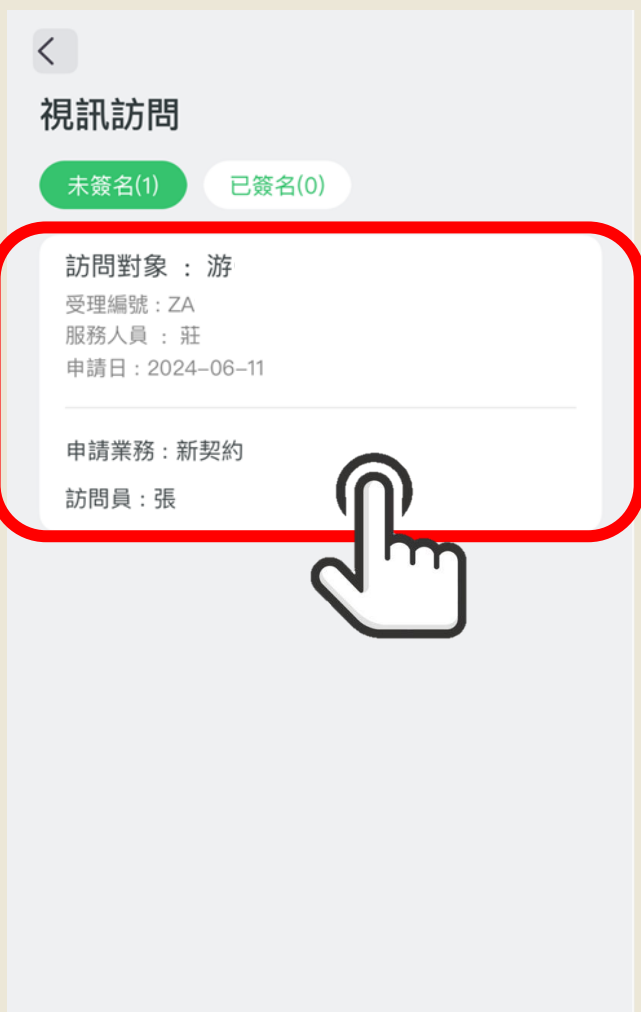 視訊訪問
未簽名(1) 已簽名(0)
訪問對象 : 游
受理編號 : ZA
服務人員 : 莊
申請日 : 2024-06-11
申請業務 : 新契約
訪問員 : 張